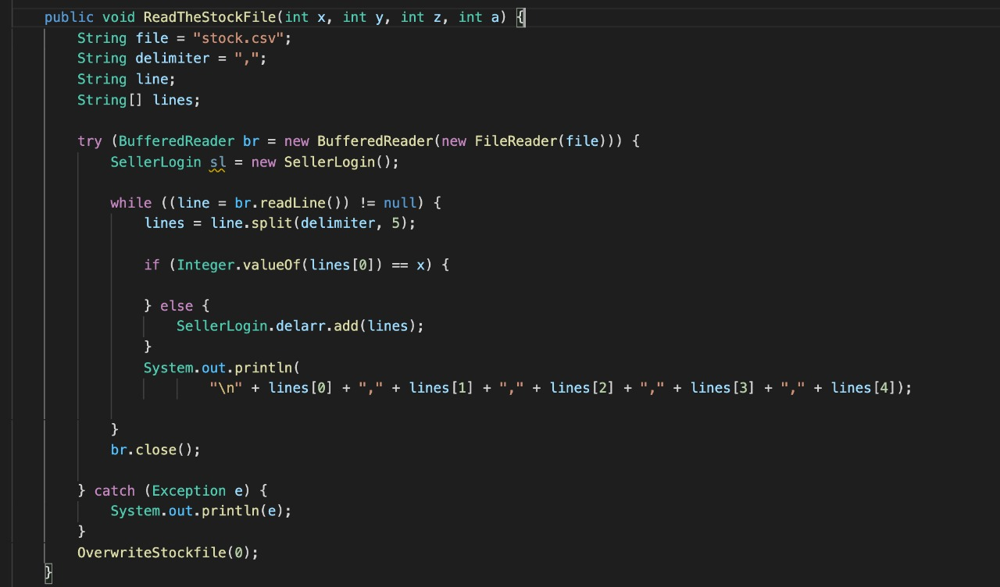 public void ReadTheStockFile(int x, int y, int z, int a) {
String file = "stock.csv";
String delimiter = ",";
String line;
String[] lines;
try (BufferedReader br = new BufferedReader(new FileReader(file))) {
SellerLogin sl = new SellerLogin();
while ((line = br.readLine()) != null) {
lines = line.split(delimiter, 5);
if (Integer.valueOf(lines[0]) == x) {
} else {
SellerLogin.delarr.add(lines);
}
System.out.println(
"\n" + lines[0] + "," + lines[1] + "," + lines[2] + "," + lines[3] + "," + lines[4]);
}
br.close();
} catch (Exception e) {
System.out.println(e);
}
OverwriteStockfile(0);
}